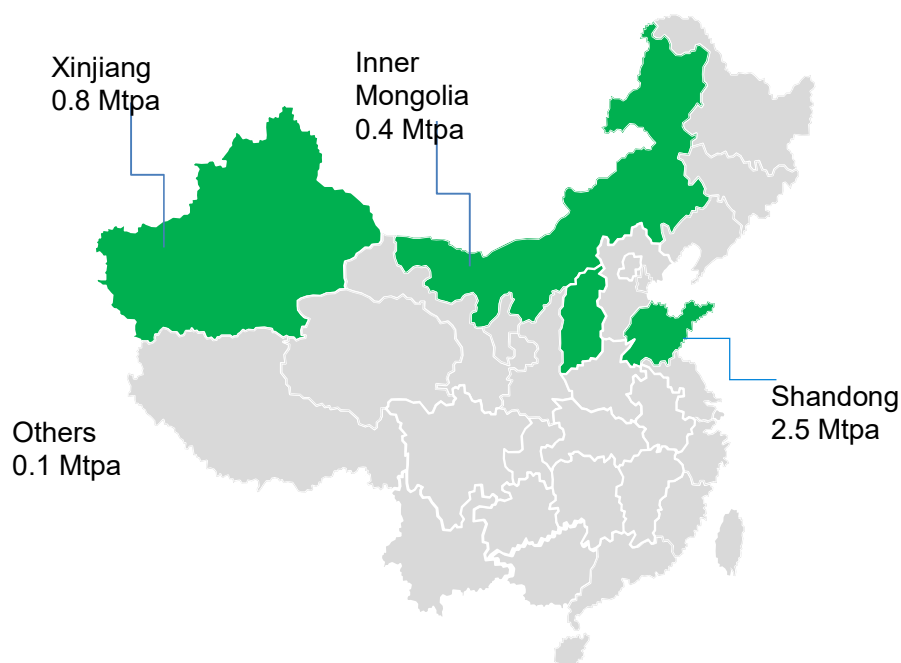 Xinjiang
0.8 Mtpa
Inner
Mongolia
0.4 Mtpa
Shandong
2.5 Mtpa
Others
0.1 Mtpa